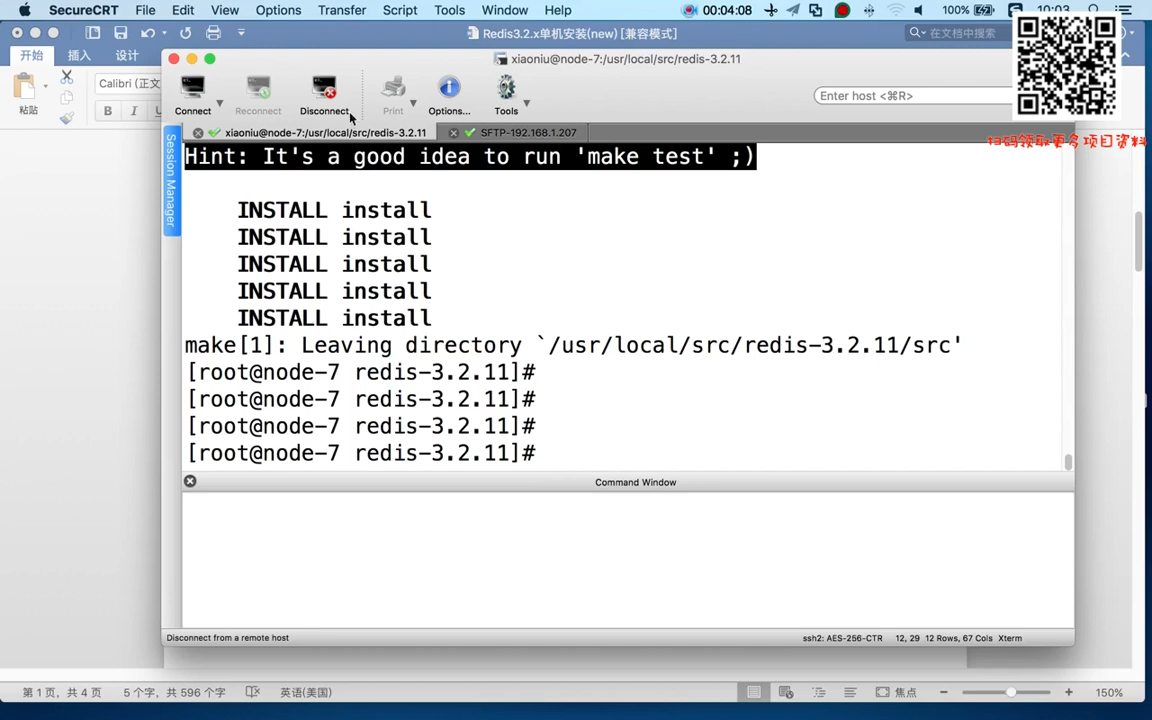 SecureCRT File Edit View Options Transfer Script Tools Window Help 00:04:08 100% 10:03
Redis3.2.x单机安装(new) [兼容模式]
在文档中搜索
开始 插入 设计
xiaoniu@node-7:/usr/local/src/redis-3.2.11
粘贴
Calibri (正文
B I
Connect Reconnect Disconnect Print Options... Tools
Enter host <⌘R>
xiaoniu@node-7:/usr/local/src/redis-3.2.11 SFTP-192.168.1.207
扫码领取更多项目资料
Session Manager
Hint: It's a good idea to run 'make test' ;)
INSTALL install
INSTALL install
INSTALL install
INSTALL install
INSTALL install
make[1]: Leaving directory `/usr/local/src/redis-3.2.11/src'
[root@node-7 redis-3.2.11]#
[root@node-7 redis-3.2.11]#
[root@node-7 redis-3.2.11]#
[root@node-7 redis-3.2.11]#
Command Window
Disconnect from a remote host
ssh2: AES-256-CTR 12, 29 12 Rows, 67 Cols Xterm
第 1 页，共 4 页 5 个字，共 596 个字 英语(美国) 焦点 150%